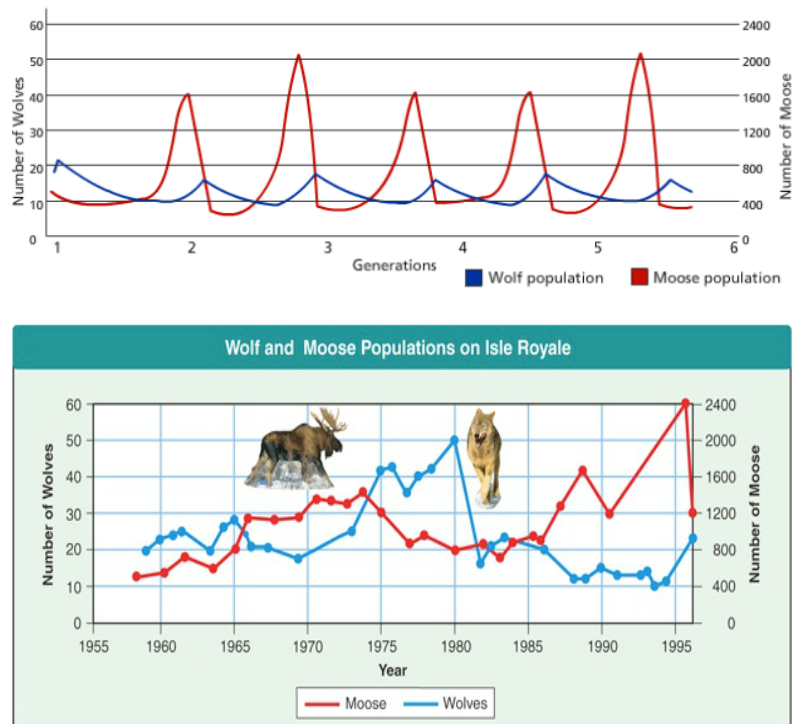 60
50
40
30
20
10
0
Number of Wolves
2400
2000
1600
1200
800
400
0
Number of Moose
1 2 3 4 5 6
Generations
Wolf population Moose population
Wolf and Moose Populations on Isle Royale
60
50
40
30
20
10
0
Number of Wolves
2400
2000
1600
1200
800
400
0
Number of Moose
1955 1960 1965 1970 1975 1980 1985 1990 1995
Year
Moose Wolves